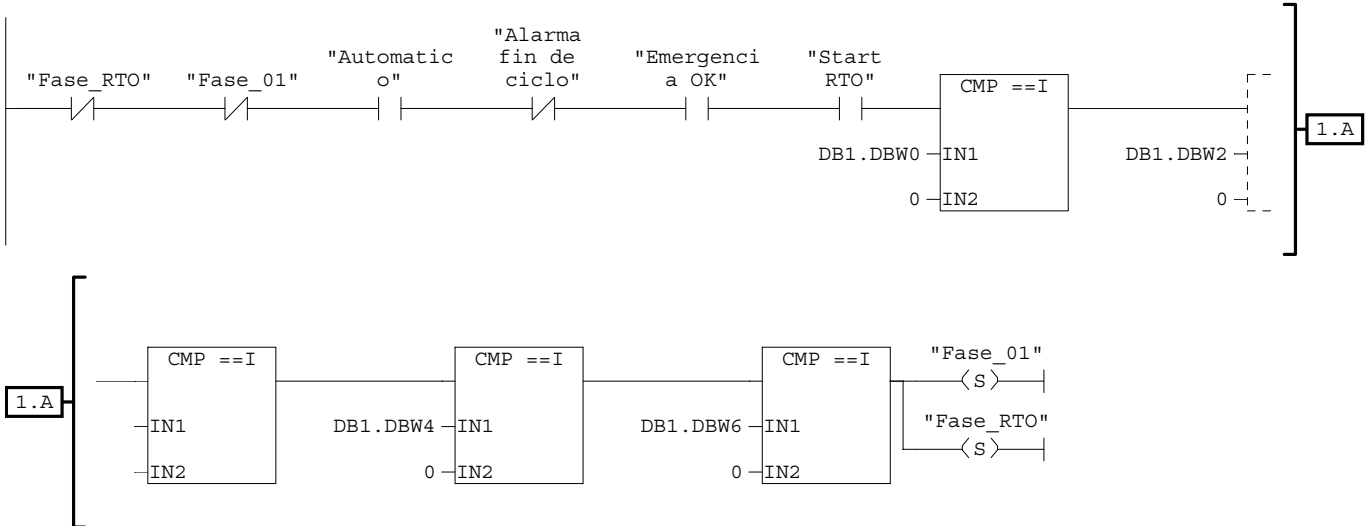 "Alarma
"Automatic
fin de
"Emergenci
"Start
"Fase_RTO"
"Fase_01"
o"
ciclo"
a OK"
RTO"
CMP ==I
1.A
DB1.DBW0
IN1
DB1.DBW2
0
IN2
0
CMP ==I
CMP ==I
CMP ==I
"Fase_01"
S
1.A
IN1
DB1.DBW4
IN1
DB1.DBW6
IN1
"Fase_RTO"
S
IN2
0
IN2
0
IN2